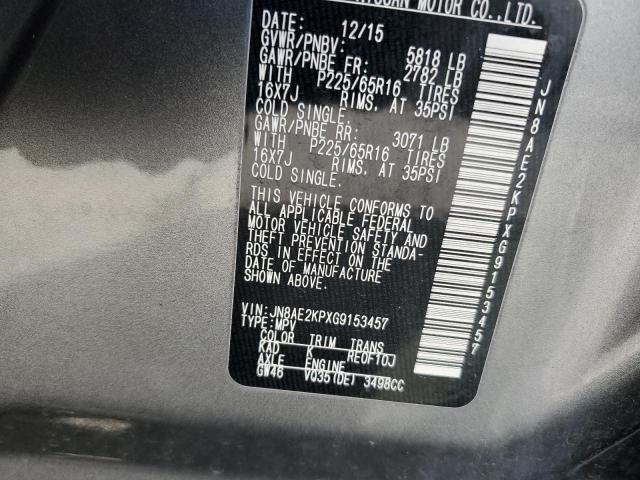 MOTOR CO.,LTD.
DATE: 12/15
GVWR/PNBV: 5818 LB
GAWR/PNBE FR: 2782 LB
WITH P225/65R16 TIRES
16X7J RIMS, AT 35PSI
COLD SINGLE.
GAWR/PNBE RR: 3071 LB
WITH P225/65R16 TIRES
16X7J RIMS, AT 35PSI
COLD SINGLE.
THIS VEHICLE CONFORMS TO
ALL APPLICABLE FEDERAL
MOTOR VEHICLE SAFETY AND
THEFT PREVENTION STANDA-
RDS IN EFFECT ON THE
DATE OF MANUFACTURE
SHOWN ABOVE.
VIN:JN8AE2KPXG9153457
TYPE:MPV
COLOR TRIM TRANS
KAD K RE0F10J
AXLE ENGINE
GW46 VQ35(DE) 3498CC
JN8AE2KPXG9153457